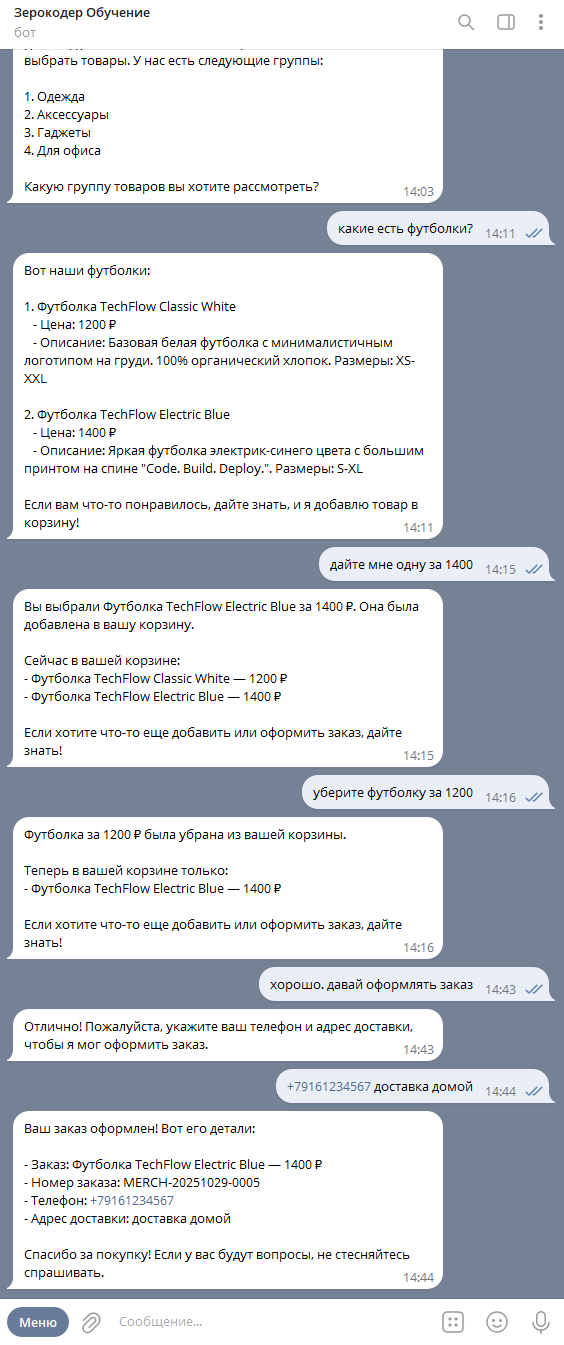 Зерокодер Обучение
бот
выбрать товары. У нас есть следующие группы:
1. Одежда
2. Аксессуары
3. Гаджеты
4. Для офиса
Какую группу товаров вы хотите рассмотреть?
14:03
какие есть футболки?
14:11
Вот наши футболки:
1. Футболка TechFlow Classic White
- Цена: 1200 ₽
- Описание: Базовая белая футболка с минималистичным
логотипом на груди. 100% органический хлопок. Размеры: XS-
XXL
2. Футболка TechFlow Electric Blue
- Цена: 1400 ₽
- Описание: Яркая футболка электрик-синего цвета с большим
принтом на спине "Code. Build. Deploy.". Размеры: S-XL
Если вам что-то понравилось, дайте знать, и я добавлю товар в
корзину!
14:11
дайте мне одну за 1400
14:15
Вы выбрали Футболка TechFlow Electric Blue за 1400 ₽. Она была
добавлена в вашу корзину.
Сейчас в вашей корзине:
- Футболка TechFlow Classic White — 1200 ₽
- Футболка TechFlow Electric Blue — 1400 ₽
Если хотите что-то еще добавить или оформить заказ, дайте
знать!
14:15
уберите футболку за 1200
14:16
Футболка за 1200 ₽ была убрана из вашей корзины.
Теперь в вашей корзине только:
- Футболка TechFlow Electric Blue — 1400 ₽
Если хотите что-то еще добавить или оформить заказ, дайте
знать!
14:16
хорошо. давай оформлять заказ
14:43
Отлично! Пожалуйста, укажите ваш телефон и адрес доставки,
чтобы я мог оформить заказ.
14:43
+79161234567 доставка домой
14:44
Ваш заказ оформлен! Вот его детали:
- Заказ: Футболка TechFlow Electric Blue — 1400 ₽
- Номер заказа: MERCH-20251029-0005
- Телефон: +79161234567
- Адрес доставки: доставка домой
Спасибо за покупку! Если у вас будут вопросы, не стесняйтесь
спрашивать.
14:44
Меню
Сообщение...